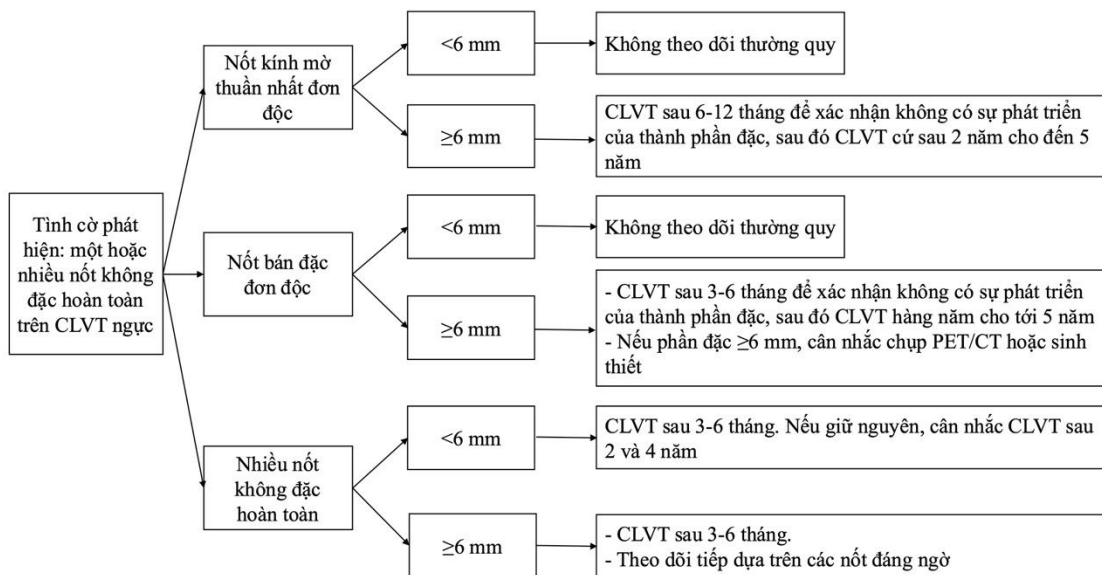 Tình cờ phát
hiện: một hoặc
nhiều nốt không
đặc hoàn toàn
trên CLVT ngực
Nốt kính mờ
thuần nhất đơn
độc
<6 mm
Không theo dõi thường quy
≥6 mm
CLVT sau 6-12 tháng để xác nhận không có sự phát triển
của thành phần đặc, sau đó CLVT cứ sau 2 năm cho đến 5
năm
Nốt bán đặc
đơn độc
<6 mm
Không theo dõi thường quy
≥6 mm
- CLVT sau 3-6 tháng để xác nhận không có sự phát triển
của thành phần đặc, sau đó CLVT hàng năm cho tới 5 năm
- Nếu phần đặc ≥6 mm, cân nhắc chụp PET/CT hoặc sinh
thiết
Nhiều nốt
không đặc
hoàn toàn
<6 mm
CLVT sau 3-6 tháng. Nếu giữ nguyên, cân nhắc CLVT sau
2 và 4 năm
≥6 mm
- CLVT sau 3-6 tháng.
- Theo dõi tiếp dựa trên các nốt đáng ngờ